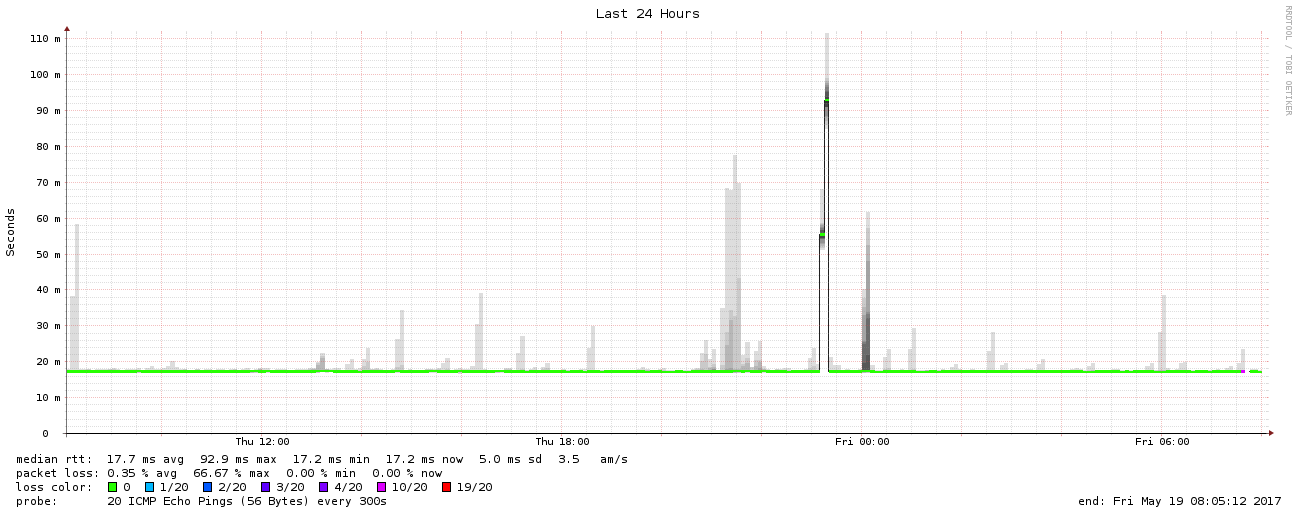 Last 24 Hours
RRDTOOL / TOBI OETIKER
110 m
100 m
90 m
80 m
70 m
60 m
50 m
40 m
30 m
20 m
10 m
0
Seconds
Thu 12:00 Thu 18:00 Fri 00:00 Fri 06:00
median rtt: 17.7 ms avg 92.9 ms max 17.2 ms min 17.2 ms now 5.0 ms sd 3.5 am/s
packet loss: 0.35 % avg 66.67 % max 0.00 % min 0.00 % now
loss color: 0 1/20 2/20 3/20 4/20 10/20 19/20
probe: 20 ICMP Echo Pings (56 Bytes) every 300s end: Fri May 19 08:05:12 2017